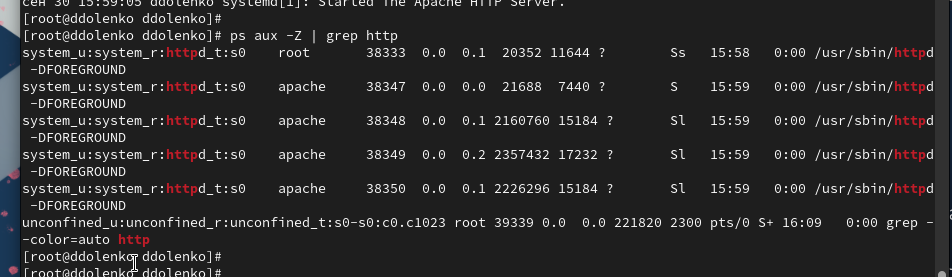 сен 30 15:59:05 ddolenko systemd[1]: Started The Apache HTTP Server.
[root@ddolenko ddolenko]#
[root@ddolenko ddolenko]# ps aux -Z | grep http
system_u:system_r:httpd_t:s0    root       38333  0.0  0.1  20352 11644 ?        Ss   15:58   0:00 /usr/sbin/httpd
 -DFOREGROUND
system_u:system_r:httpd_t:s0    apache     38347  0.0  0.0  21688  7440 ?        S    15:59   0:00 /usr/sbin/httpd
 -DFOREGROUND
system_u:system_r:httpd_t:s0    apache     38348  0.0  0.1 2160760 15184 ?       Sl   15:59   0:00 /usr/sbin/httpd
 -DFOREGROUND
system_u:system_r:httpd_t:s0    apache     38349  0.0  0.2 2357432 17232 ?       Sl   15:59   0:00 /usr/sbin/httpd
 -DFOREGROUND
system_u:system_r:httpd_t:s0    apache     38350  0.0  0.1 2226296 15184 ?       Sl   15:59   0:00 /usr/sbin/httpd
 -DFOREGROUND
unconfined_u:unconfined_r:unconfined_t:s0-s0:c0.c1023 root 39339 0.0  0.0 221820 2300 pts/0 S+ 16:09   0:00 grep -
-color=auto http
[root@ddolenko ddolenko]#
[root@ddolenko ddolenko]#